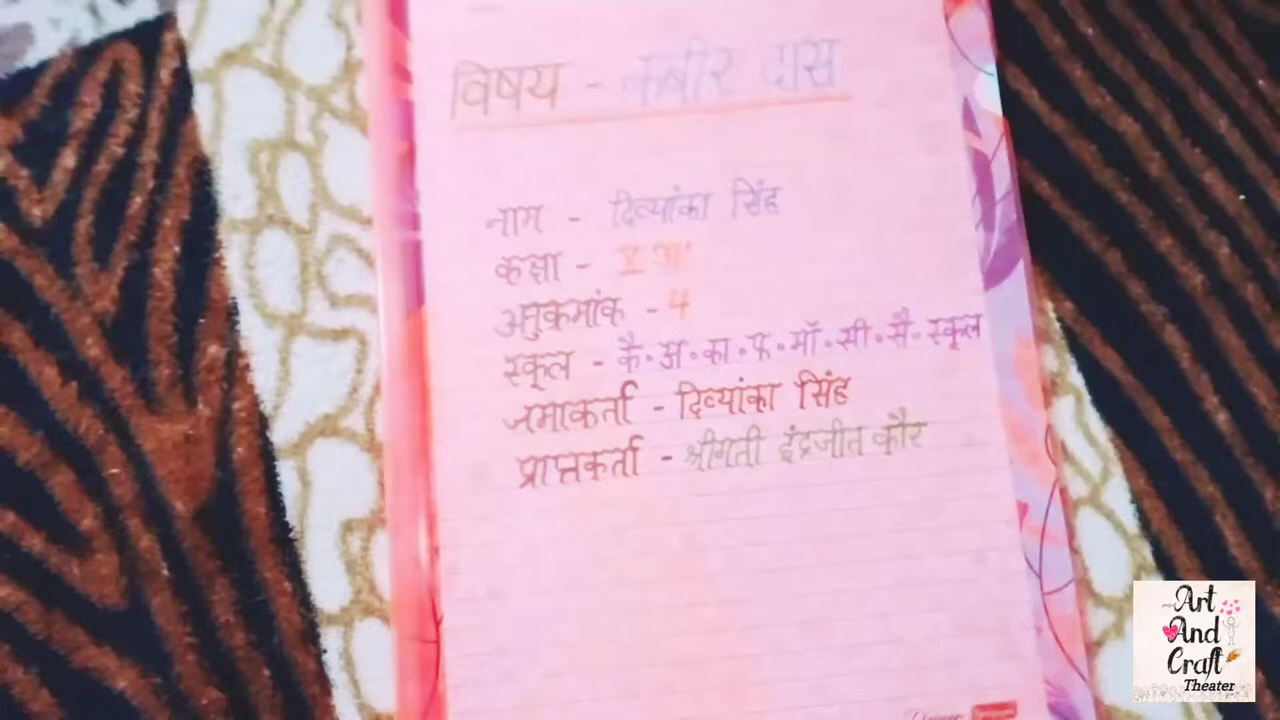 विषय - कबीर दास
नाम - दिव्यांका सिंह
कक्षा - X 'अ'
अनुक्रमांक - 4
स्कूल - कै.अ.का.फ.मॉ.सी.सै. स्कूल
जमाकर्ता - दिव्यांका सिंह
प्राप्तकर्ता - श्रीमती इंद्रजीत कौर
Art
And
Craft
Theater